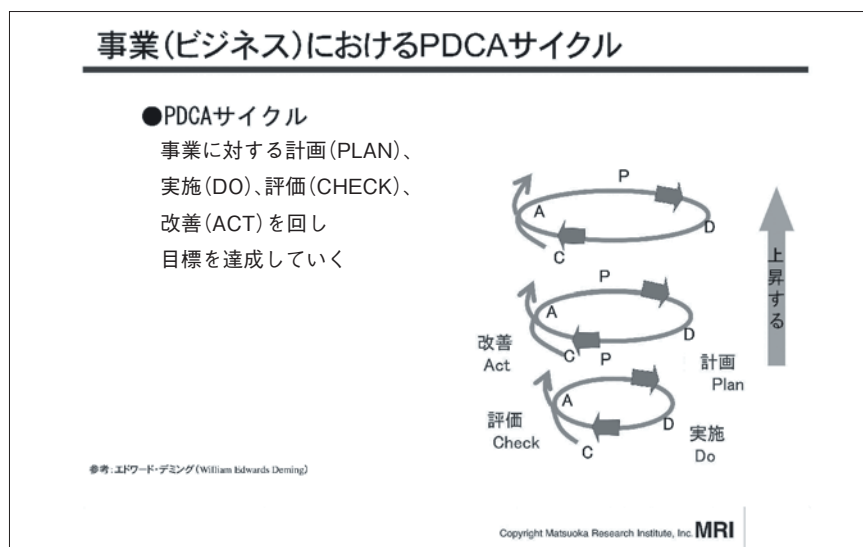 事業(ビジネス)におけるPDCAサイクル
●PDCAサイクル
事業に対する計画(PLAN)、
実施(DO)、評価(CHECK)、
改善(ACT)を回し
目標を達成していく
P
A
D
C
P
A
D
C
P
A
D
C
改善
Act
計画
Plan
評価
Check
実施
Do
上昇する
参考:エドワード・デミング(William Edwards Deming)
Copyright Matsuoka Research Institute, Inc. MRI